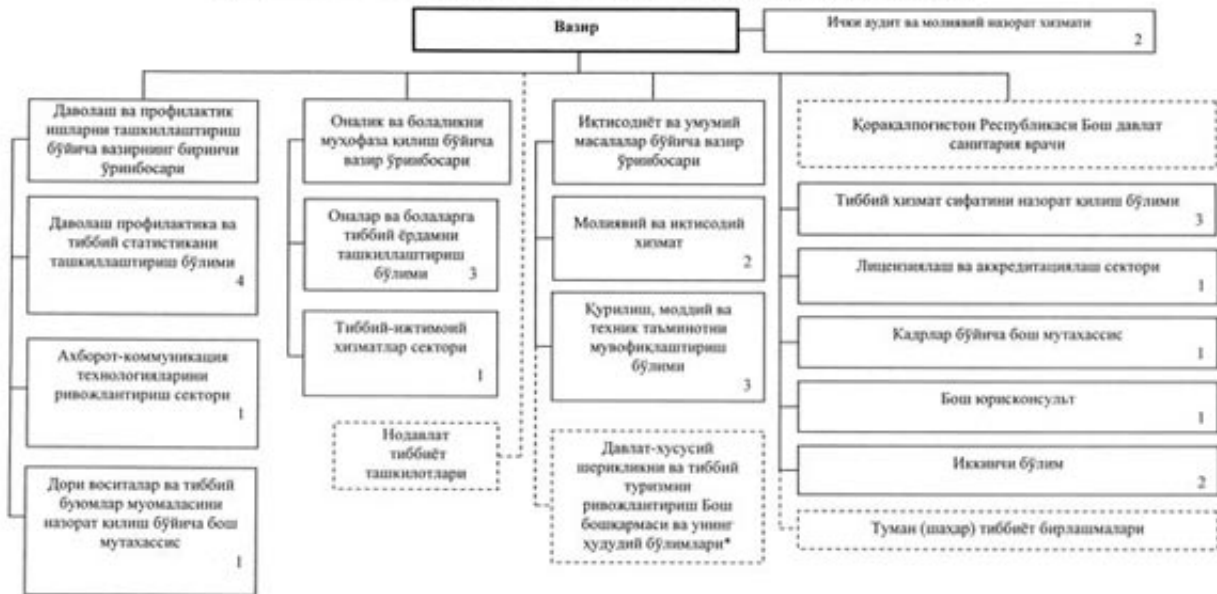 Вазир
Ички аудит ва молиявий назорат хизмати
2
Даволаш ва профилактик
ишларни ташкиллаштириш
бўйича вазирнинг биринчи
ўринбосари
Даволаш профилактика ва
тиббий статистикани
ташкиллаштириш бўлими
4
Ахборот-коммуникация
технологияларини
ривожлантириш сектори
1
Дори воситалар ва тиббий
буюмлар муомаласини
назорат қилиш бўйича бош
мутахассис
1
Оналик ва болаликни
муҳофаза қилиш бўйича
вазир ўринбосари
Оналар ва болаларга
тиббий ёрдамни
ташкиллаштириш
бўлими
3
Тиббий-ижтимоий
хизматлар сектори
1
Нодавлат
тиббиёт
ташкилотлари
Иқтисодиёт ва умумий
масалалар бўйича вазир
ўринбосари
Молиявий ва иқтисодий
хизмат
2
Қурилиш, моддий ва
техник таъминотни
мувофиқлаштириш
бўлими
3
Давлат-хусусий
шерикликни ва тиббий
туризмни
ривожлантириш Бош
бошқармаси ва унинг
ҳудудий бўлимлари*
Қорақалпоғистон Республикаси Бош давлат
санитария врачи
Тиббий хизмат сифатини назорат қилиш бўлими
3
Лицензиялаш ва аккредитациялаш сектори
1
Кадрлар бўйича бош мутахассис
1
Бош юрисконсульт
1
Иккинчи бўлим
2
Туман (шаҳар) тиббиёт бирлашмалари